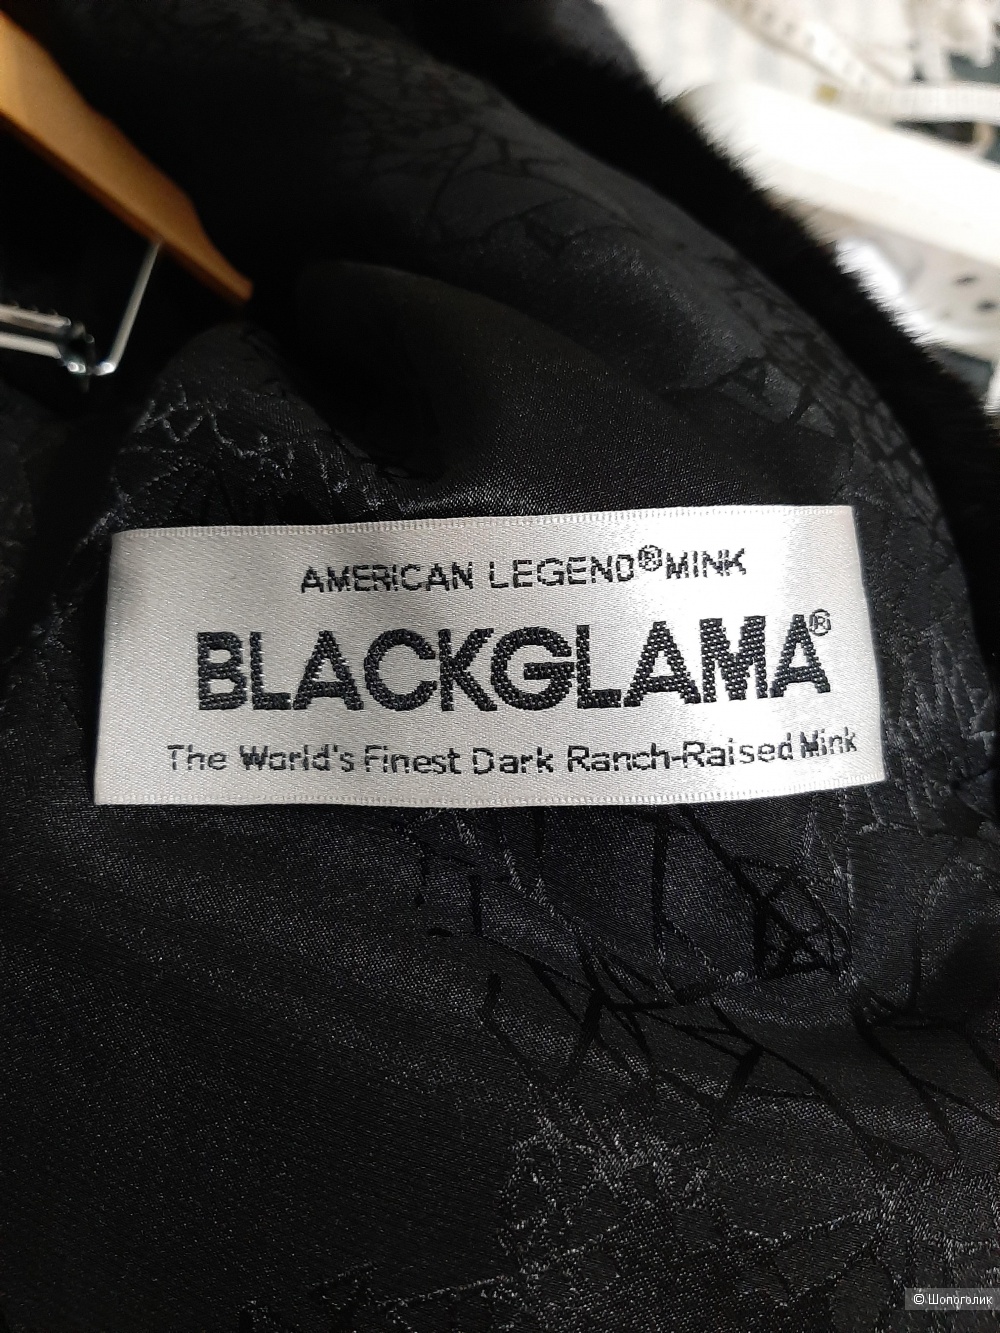 AMERICAN LEGEND® MINK
BLACKGLAMA®
The World's Finest Dark Ranch-Raised Mink
© Шопоголик